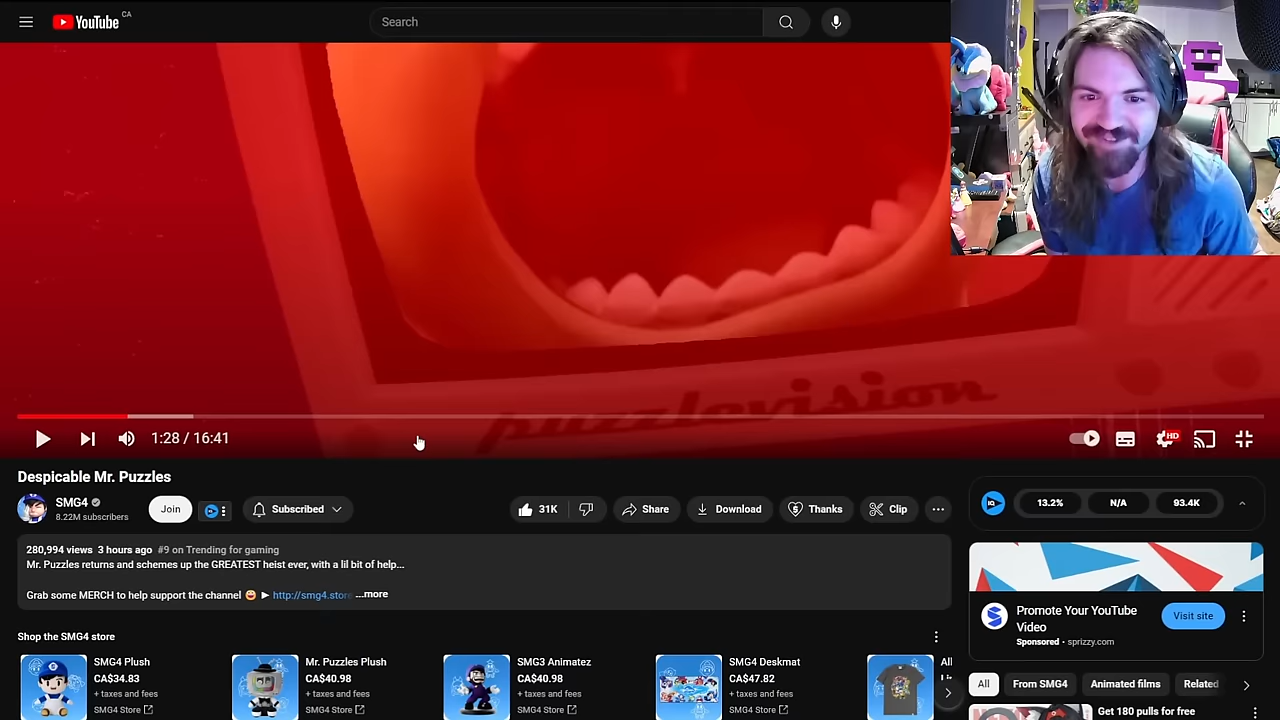 YouTube CA
Search
puzzlevision
1:28 / 16:41
HD
Despicable Mr. Puzzles
SMG4
8.22M subscribers
Join
Subscribed
31K
Share
Download
Thanks
Clip
IQ
13.2%
N/A
93.4K
280,994 views 3 hours ago #9 on Trending for gaming
Mr. Puzzles returns and schemes up the GREATEST heist ever, with a lil bit of help...
Grab some MERCH to help support the channel 😄 ► http://smg4.store ...more
Promote Your YouTube
Video
Sponsored · sprizzy.com
Visit site
Shop the SMG4 store
SMG4 Plush
CA$34.83
+ taxes and fees
SMG4 Store
Mr. Puzzles Plush
CA$40.98
+ taxes and fees
SMG4 Store
SMG3 Animatez
CA$40.98
+ taxes and fees
SMG4 Store
SMG4 Deskmat
CA$47.82
+ taxes and fees
SMG4 Store
All
From SMG4
Animated films
Related
Get 180 pulls for free